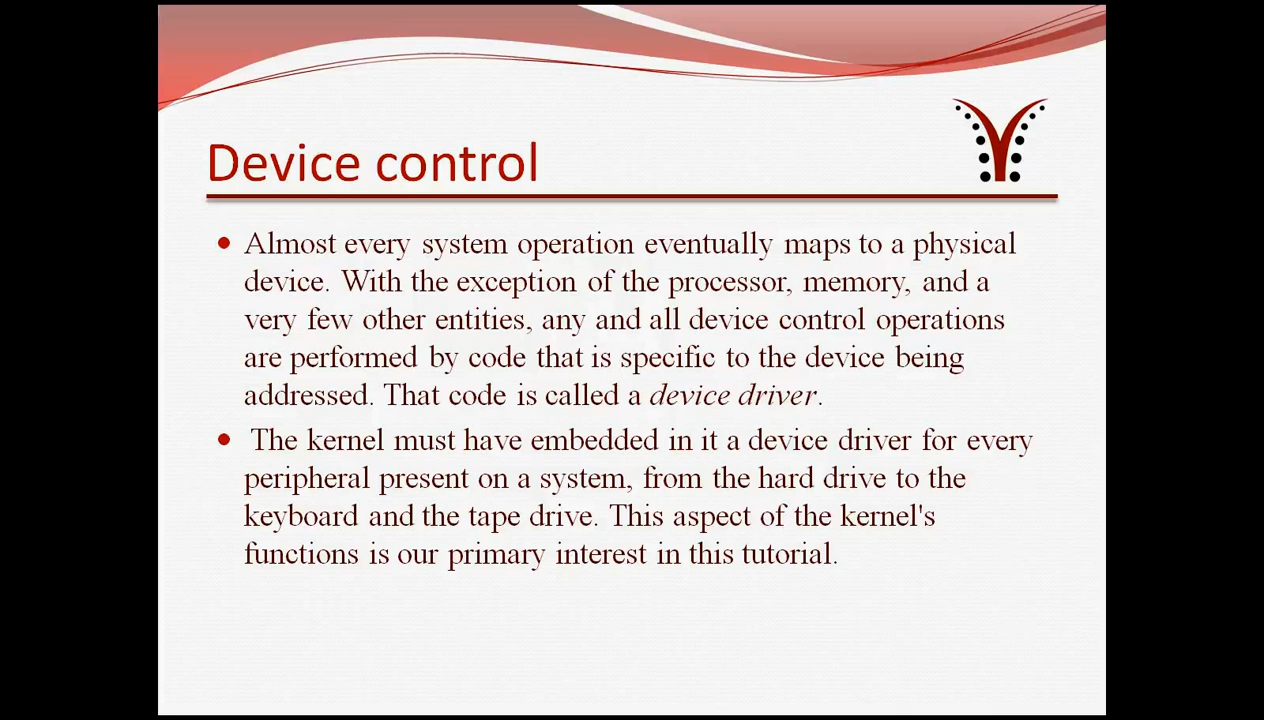 Device control
Almost every system operation eventually maps to a physical
device. With the exception of the processor, memory, and a
very few other entities, any and all device control operations
are performed by code that is specific to the device being
addressed. That code is called a device driver.
The kernel must have embedded in it a device driver for every
peripheral present on a system, from the hard drive to the
keyboard and the tape drive. This aspect of the kernel's
functions is our primary interest in this tutorial.